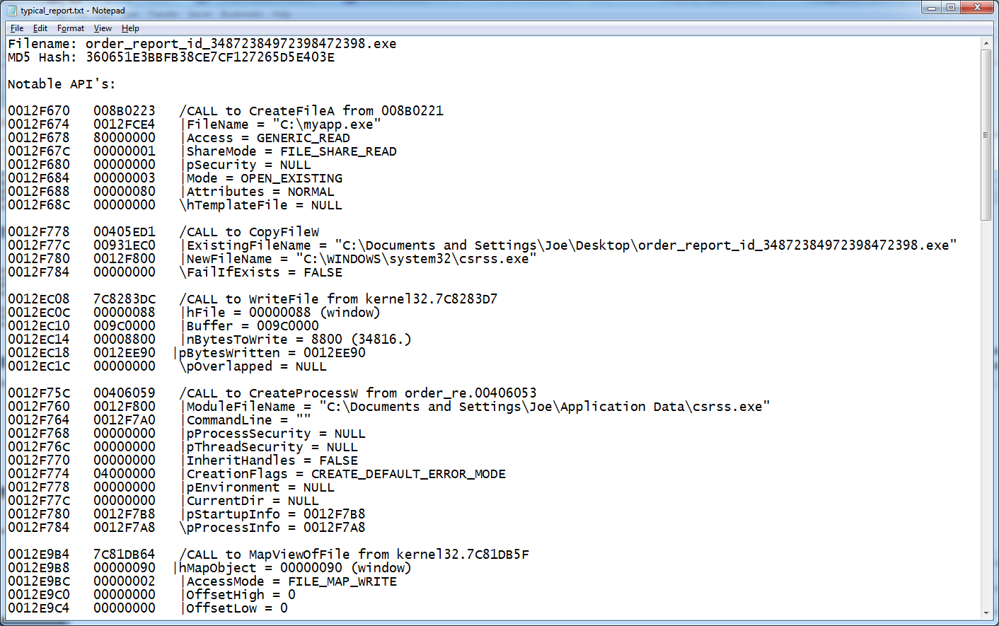 typical_report.txt - Notepad
File Edit Format View Help
Filename: order_report_id_34872384972398472398.exe
MD5 Hash: 360651E3BBFB38CE7CF127265D5E403E

Notable API's:

0012F670   008B0223   /CALL to CreateFileA from 008B0221
0012F674   0012FCE4   |FileName = "C:\myapp.exe"
0012F678   80000000   |Access = GENERIC_READ
0012F67C   00000001   |ShareMode = FILE_SHARE_READ
0012F680   00000000   |pSecurity = NULL
0012F684   00000003   |Mode = OPEN_EXISTING
0012F688   00000080   |Attributes = NORMAL
0012F68C   00000000   \hTemplateFile = NULL

0012F778   00405ED1   /CALL to CopyFileW
0012F77C   00931EC0   |ExistingFileName = "C:\Documents and Settings\Joe\Desktop\order_report_id_34872384972398472398.exe"
0012F780   0012F800   |NewFileName = "C:\WINDOWS\system32\csrss.exe"
0012F784   00000000   \FailIfExists = FALSE

0012EC08   7C8283DC   /CALL to WriteFile from kernel32.7C8283D7
0012EC0C   00000088   |hFile = 00000088 (window)
0012EC10   009C0000   |Buffer = 009C0000
0012EC14   00008800   |nBytesToWrite = 8800 (34816.)
0012EC18   0012EE90  |pBytesWritten = 0012EE90
0012EC1C   00000000   \pOverlapped = NULL

0012F75C   00406059   /CALL to CreateProcessW from order_re.00406053
0012F760   0012F800   |ModuleFileName = "C:\Documents and Settings\Joe\Application Data\csrss.exe"
0012F764   0012F7A0   |CommandLine = ""
0012F768   00000000   |pProcessSecurity = NULL
0012F76C   00000000   |pThreadSecurity = NULL
0012F770   00000000   |InheritHandles = FALSE
0012F774   04000000   |CreationFlags = CREATE_DEFAULT_ERROR_MODE
0012F778   00000000   |pEnvironment = NULL
0012F77C   00000000   |CurrentDir = NULL
0012F780   0012F7B8   |pStartupInfo = 0012F7B8
0012F784   0012F7A8   \pProcessInfo = 0012F7A8

0012E9B4   7C81DB64   /CALL to MapViewOfFile from kernel32.7C81DB5F
0012E9B8   00000090  |hMapObject = 00000090 (window)
0012E9BC   00000002   |AccessMode = FILE_MAP_WRITE
0012E9C0   00000000   |OffsetHigh = 0
0012E9C4   00000000   |OffsetLow = 0